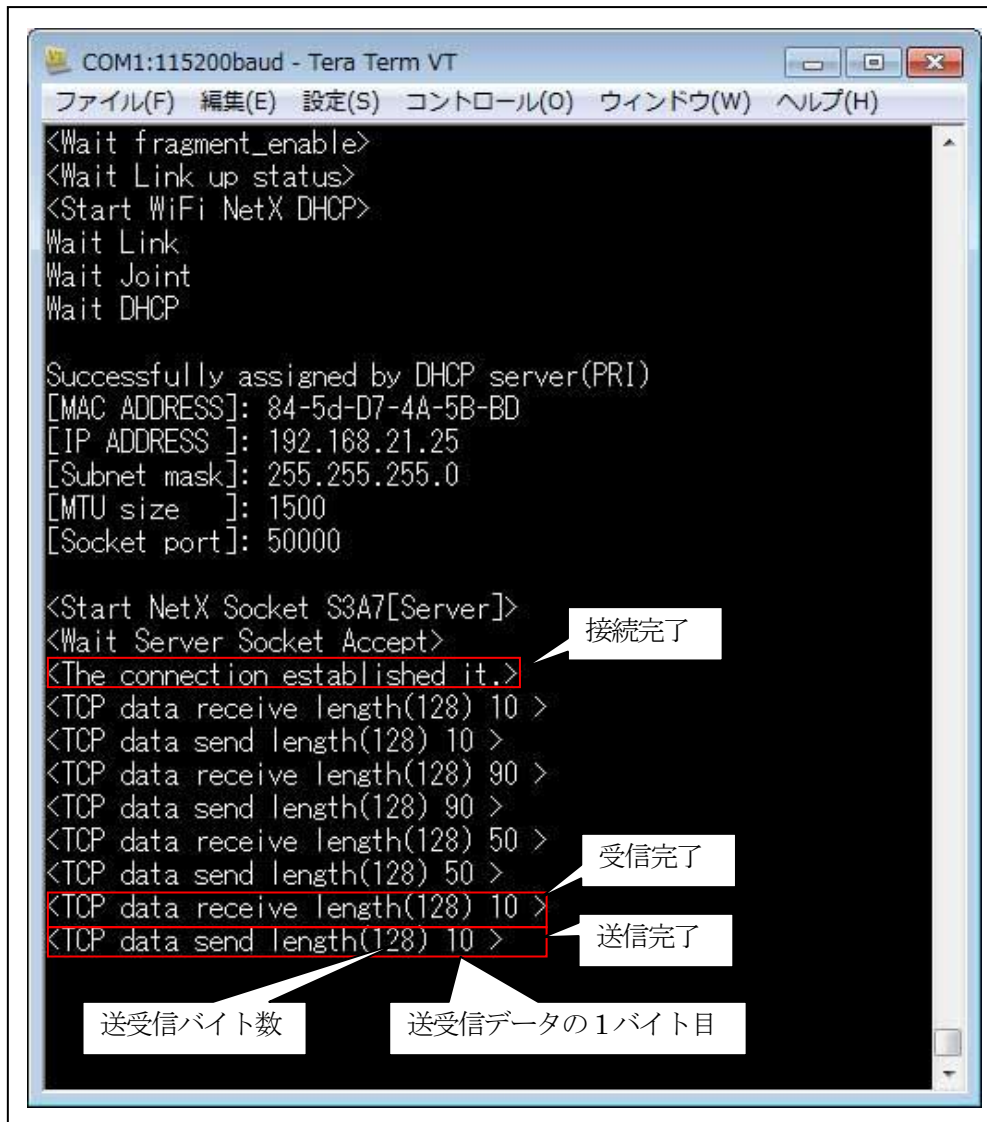 COM1:115200baud - Tera Term VT
ファイル(F) 編集(E) 設定(S) コントロール(O) ウィンドウ(W) ヘルプ(H)
<Wait fragment_enable>
<Wait Link up status>
<Start WiFi NetX DHCP>
Wait Link
Wait Joint
Wait DHCP
Successfully assigned by DHCP server(PRI)
[MAC ADDRESS]: 84-5d-D7-4A-5B-BD
[IP ADDRESS ]: 192.168.21.25
[Subnet mask]: 255.255.255.0
[MTU size   ]: 1500
[Socket port]: 50000
<Start NetX Socket S3A7[Server]>
接続完了
<Wait Server Socket Accept>
<The connection established it.>
<TCP data receive length(128) 10 >
<TCP data send length(128) 10 >
<TCP data receive length(128) 90 >
<TCP data send length(128) 90 >
<TCP data receive length(128) 50 >
受信完了
<TCP data send length(128) 50 >
<TCP data receive length(128) 10 >
送信完了
<TCP data send length(128) 10 >
送受信バイト数
送受信データの１バイト目